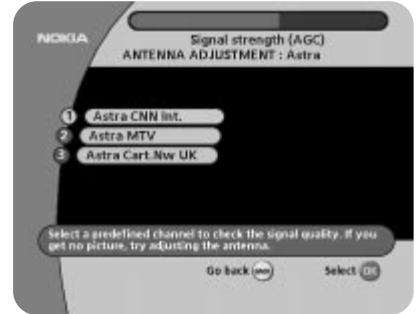 NOKIA
Signal strength (AGC)
ANTENNA ADJUSTMENT : Astra
1 Astra CNN Int.
2 Astra MTV
3 Astra Cart.Nw UK
Select a predefined channel to check the signal quality. If you
get no picture, try adjusting the antenna.
Go back Select OK